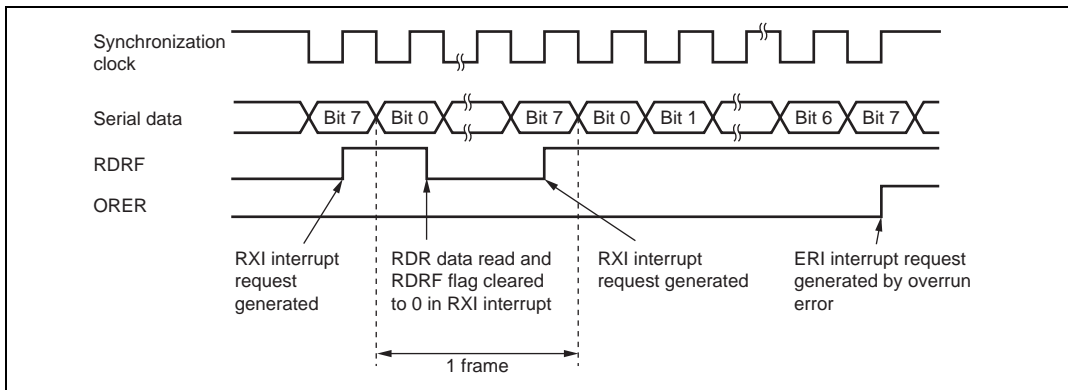 Synchronization
clock
Serial data
Bit 7
Bit 0
Bit 7
Bit 0
Bit 1
Bit 6
Bit 7
RDRF
ORER
RXI interrupt
request
generated
RDR data read and
RDRF flag cleared
to 0 in RXI interrupt
RXI interrupt
request generated
ERI interrupt request
generated by overrun
error
1 frame